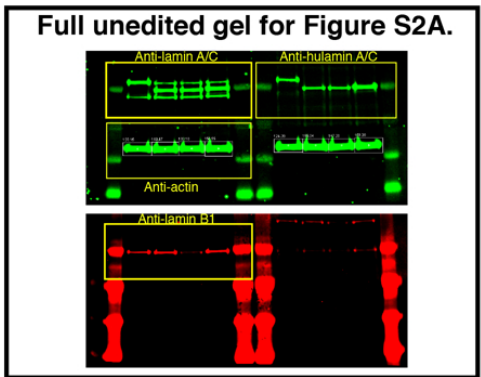 Full unedited gel for Figure S2A.
Anti-lamin A/C Anti-hulamin A/C
Anti-actin
Anti-lamin B1